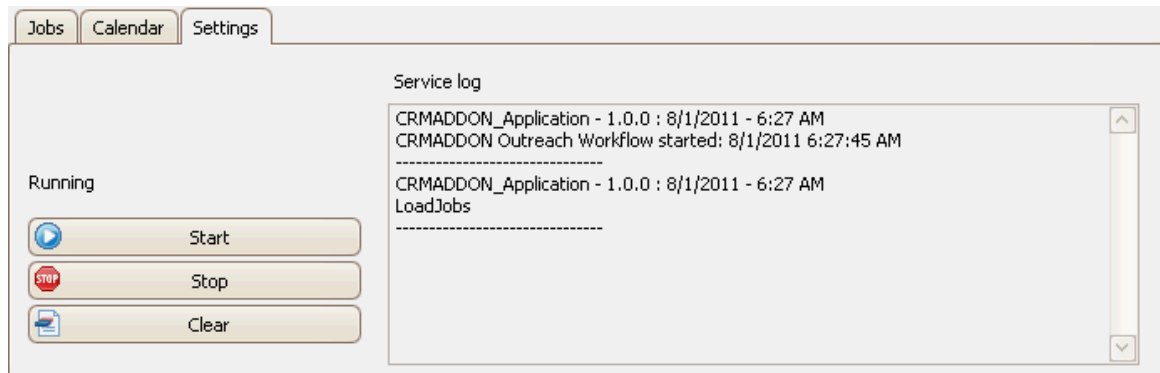 Jobs
Calendar
Settings
Service log
CRMADDON_Application - 1.0.0 : 8/1/2011 - 6:27 AM
CRMADDON Outreach Workflow started: 8/1/2011 6:27:45 AM
-------------------------------
CRMADDON_Application - 1.0.0 : 8/1/2011 - 6:27 AM
LoadJobs
-------------------------------
Running
Start
STOP
Stop
Clear